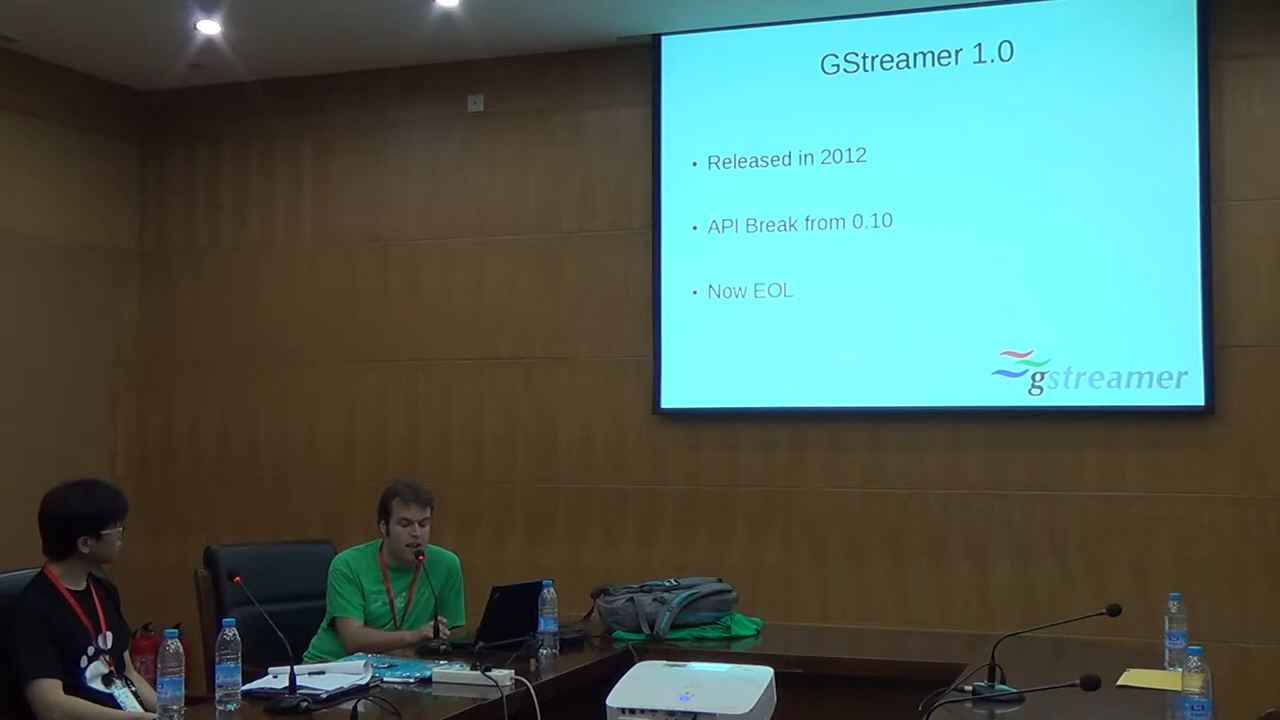 GStreamer 1.0
• Released in 2012
• API Break from 0.10
• Now EOL
gstreamer